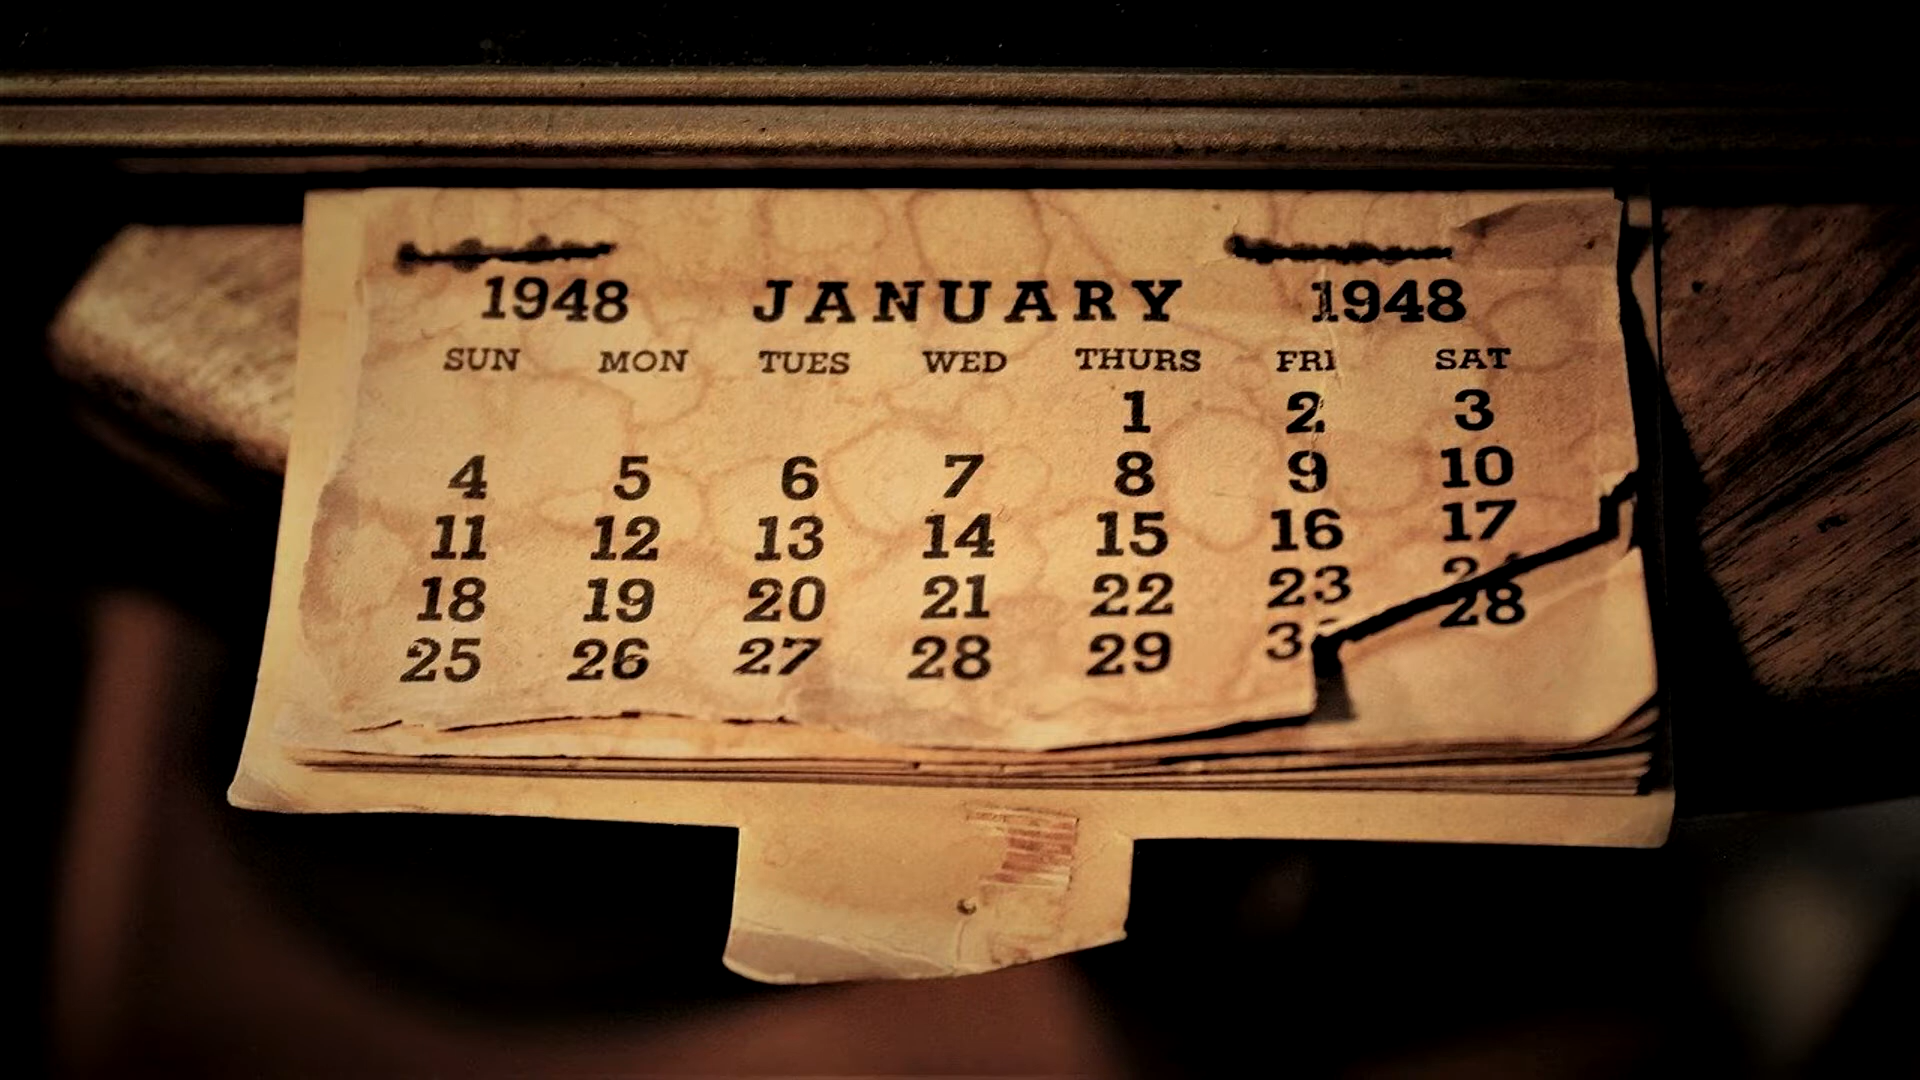 1948 JANUARY 1948
SUN MON TUES WED THURS FRI SAT
1 2 3
4 5 6 7 8 9 10
11 12 13 14 15 16 17
18 19 20 21 22 23 28
25 26 27 28 29